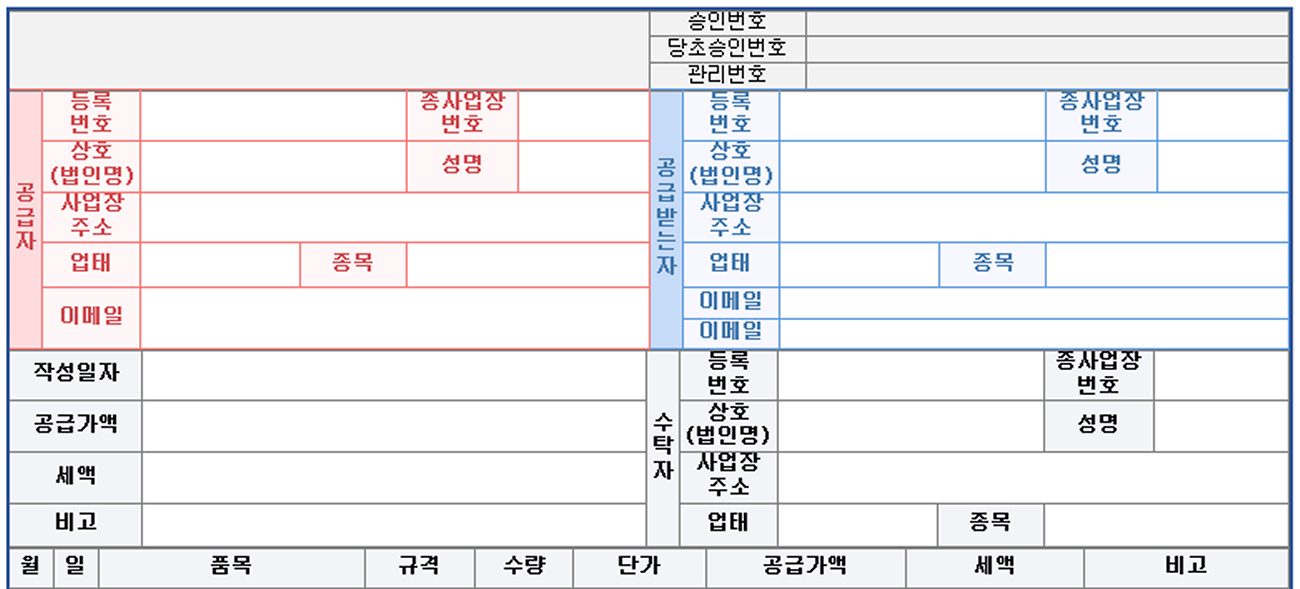 승인번호
당초승인번호
관리번호
공급자
등록
번호
종사업장
번호
상호
(법인명)
성명
사업장
주소
업태
종목
이메일
공급받는자
등록
번호
종사업장
번호
상호
(법인명)
성명
사업장
주소
업태
종목
이메일
이메일
작성일자
공급가액
세액
비고
수탁자
등록
번호
종사업장
번호
상호
(법인명)
성명
사업장
주소
업태
종목
월 일 품목 규격 수량 단가 공급가액 세액 비고